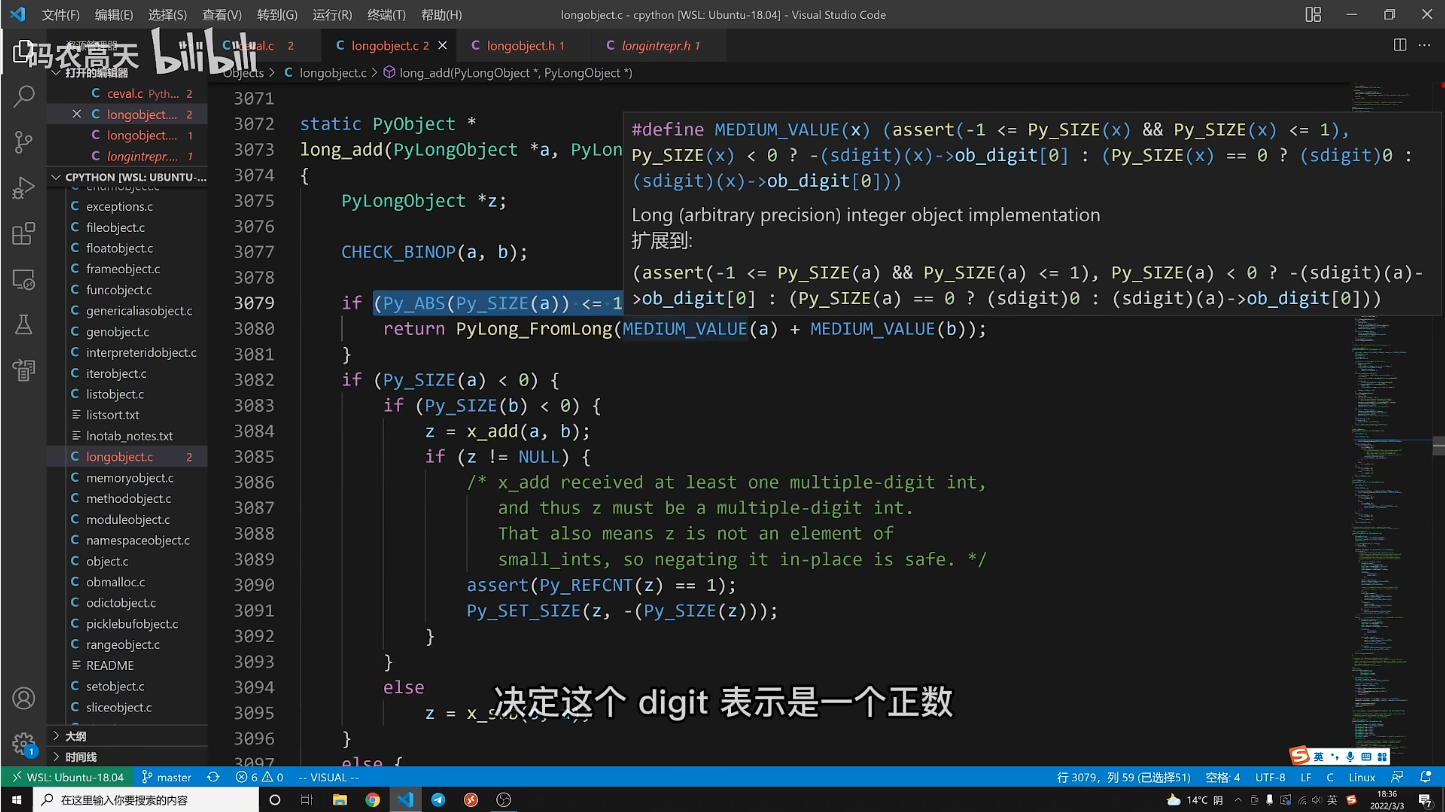 文件(F) 编辑(E) 选择(S) 查看(V) 转到(G) 运行(R) 终端(T) 帮助(H)
longobject.c - cpython [WSL: Ubuntu-18.04] - Visual Studio Code
码农高天 bilibili
C ceval.c 2
C longobject.c 2
C longobject.h 1
C longintrepr.h 1
打开的编辑器
Objects > C longobject.c > long_add(PyLongObject *, PyLongObject *)
C ceval.c Pyth... 2
C longobject.... 2
C longobject.... 1
C longintrepr.... 1
CPYTHON [WSL: UBUNTU-...
C enumobject.c
C exceptions.c
C fileobject.c
C floatobject.c
C frameobject.c
C funcobject.c
C genericaliasobject.c
C genobject.c
C interpreteridobject.c
C iterobject.c
C listobject.c
listsort.txt
lnotab_notes.txt
C longobject.c 2
C memoryobject.c
C methodobject.c
C moduleobject.c
C namespaceobject.c
C object.c
C obmalloc.c
C odictobject.c
C picklebufobject.c
C rangeobject.c
README
C setobject.c
C sliceobject.c
大纲
时间线
3071
3072 static PyObject *
3073 long_add(PyLongObject *a, PyLon
3074 {
3075 PyLongObject *z;
3076
3077 CHECK_BINOP(a, b);
3078
3079 if (Py_ABS(Py_SIZE(a)) <= 1
3080 return PyLong_FromLong(MEDIUM_VALUE(a) + MEDIUM_VALUE(b));
3081 }
3082 if (Py_SIZE(a) < 0) {
3083 if (Py_SIZE(b) < 0) {
3084 z = x_add(a, b);
3085 if (z != NULL) {
3086 /* x_add received at least one multiple-digit int,
3087 and thus z must be a multiple-digit int.
3088 That also means z is not an element of
3089 small_ints, so negating it in-place is safe. */
3090 assert(Py_REFCNT(z) == 1);
3091 Py_SET_SIZE(z, -(Py_SIZE(z)));
3092 }
3093 }
3094 else
3095 z = x_s
3096 }
3097 else {
#define MEDIUM_VALUE(x) (assert(-1 <= Py_SIZE(x) && Py_SIZE(x) <= 1),
Py_SIZE(x) < 0 ? -(sdigit)(x)->ob_digit[0] : (Py_SIZE(x) == 0 ? (sdigit)0 :
(sdigit)(x)->ob_digit[0]))
Long (arbitrary precision) integer object implementation
扩展到:
(assert(-1 <= Py_SIZE(a) && Py_SIZE(a) <= 1), Py_SIZE(a) < 0 ? -(sdigit)(a)-
>ob_digit[0] : (Py_SIZE(a) == 0 ? (sdigit)0 : (sdigit)(a)->ob_digit[0]))
决定这个 digit 表示是一个正数
WSL: Ubuntu-18.04 master 6 0 -- VISUAL --
行 3079，列 59 (已选择51) 空格: 4 UTF-8 LF C Linux
英
1
在这里输入你要搜索的内容
14°C 阴
英
18:36
2022/3/3